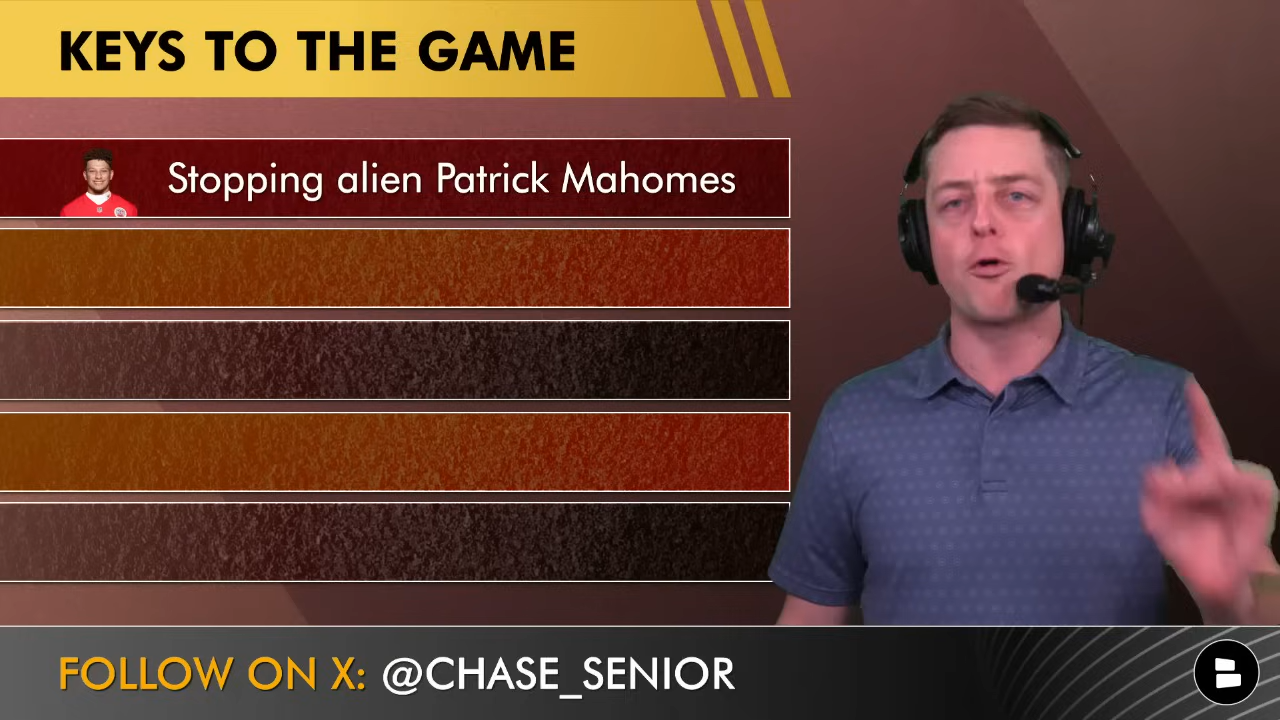 KEYS TO THE GAME
Stopping alien Patrick Mahomes
FOLLOW ON X: @CHASE_SENIOR